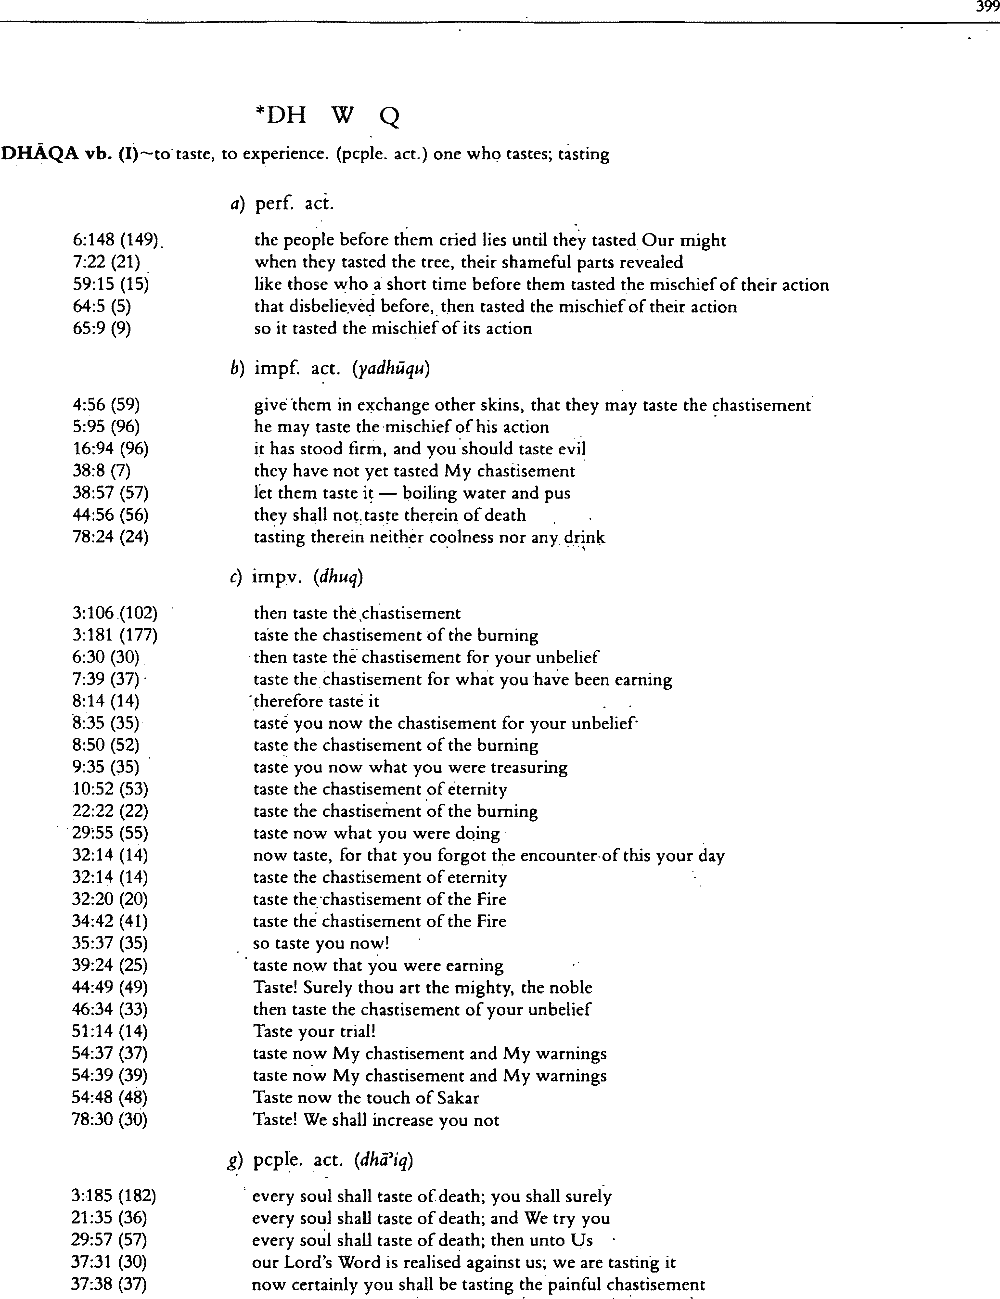 399
*DH W Q
DHĀQA vb. (I)~to taste, to experience. (pcple. act.) one who tastes; tasting
a) perf. act.
6:148 (149) the people before them cried lies until they tasted Our might
7:22 (21) when they tasted the tree, their shameful parts revealed
59:15 (15) like those who a short time before them tasted the mischief of their action
64:5 (5) that disbelieved before, then tasted the mischief of their action
65:9 (9) so it tasted the mischief of its action
b) impf. act. (yadhūqu)
4:56 (59) give them in exchange other skins, that they may taste the chastisement
5:95 (96) he may taste the mischief of his action
16:94 (96) it has stood firm, and you should taste evil
38:8 (7) they have not yet tasted My chastisement
38:57 (57) let them taste it — boiling water and pus
44:56 (56) they shall not taste therein of death
78:24 (24) tasting therein neither coolness nor any drink
c) impv. (dhuq)
3:106 (102) then taste the chastisement
3:181 (177) taste the chastisement of the burning
6:30 (30) then taste the chastisement for your unbelief
7:39 (37) taste the chastisement for what you have been earning
8:14 (14) therefore taste it
8:35 (35) taste you now the chastisement for your unbelief
8:50 (52) taste the chastisement of the burning
9:35 (35) taste you now what you were treasuring
10:52 (53) taste the chastisement of eternity
22:22 (22) taste the chastisement of the burning
29:55 (55) taste now what you were doing
32:14 (14) now taste, for that you forgot the encounter of this your day
32:14 (14) taste the chastisement of eternity
32:20 (20) taste the chastisement of the Fire
34:42 (41) taste the chastisement of the Fire
35:37 (35) so taste you now!
39:24 (25) taste now that you were earning
44:49 (49) Taste! Surely thou art the mighty, the noble
46:34 (33) then taste the chastisement of your unbelief
51:14 (14) Taste your trial!
54:37 (37) taste now My chastisement and My warnings
54:39 (39) taste now My chastisement and My warnings
54:48 (48) Taste now the touch of Sakar
78:30 (30) Taste! We shall increase you not
g) pcple. act. (dhāʾiq)
3:185 (182) every soul shall taste of death; you shall surely
21:35 (36) every soul shall taste of death; and We try you
29:57 (57) every soul shall taste of death; then unto Us
37:31 (30) our Lord's Word is realised against us; we are tasting it
37:38 (37) now certainly you shall be tasting the painful chastisement